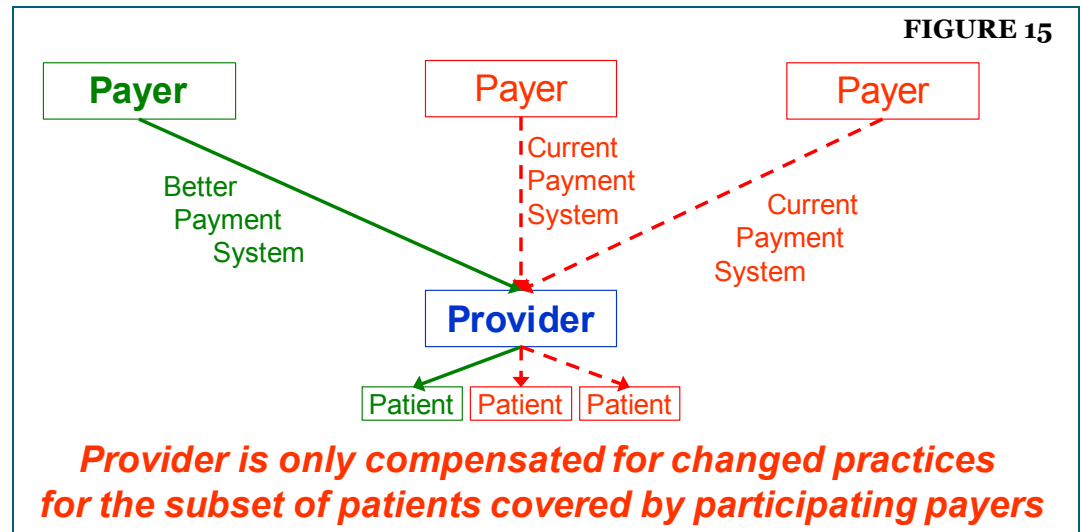 FIGURE 15
Payer
Payer
Payer
Better
Payment
System
Current
Payment
System
Current
Payment
System
Provider
Patient
Patient
Patient
Provider is only compensated for changed practices
for the subset of patients covered by participating payers